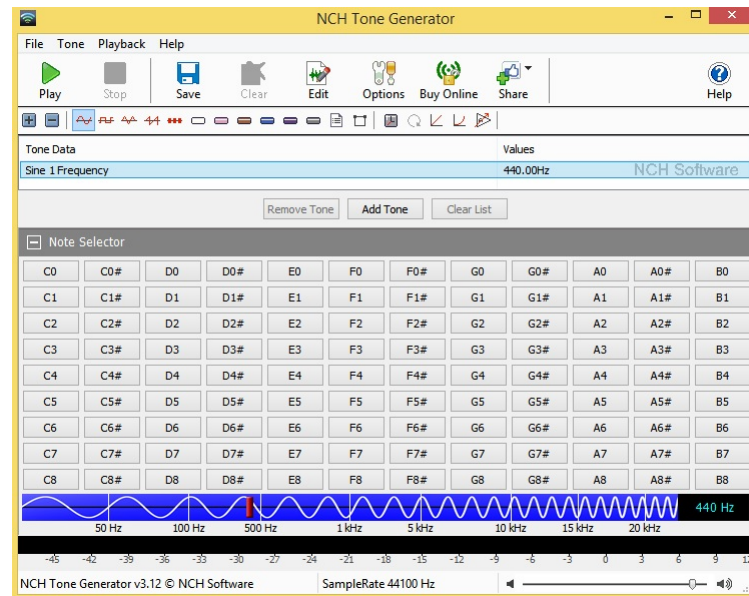 NCH Tone Generator
File Tone Playback Help
Play Stop Save Clear Edit Options Buy Online Share Help
Tone Data Values
Sine 1 Frequency 440.00Hz NCH Software
Remove Tone Add Tone Clear List
Note Selector
C0 C0# D0 D0# E0 F0 F0# G0 G0# A0 A0# B0
C1 C1# D1 D1# E1 F1 F1# G1 G1# A1 A1# B1
C2 C2# D2 D2# E2 F2 F2# G2 G2# A2 A2# B2
C3 C3# D3 D3# E3 F3 F3# G3 G3# A3 A3# B3
C4 C4# D4 D4# E4 F4 F4# G4 G4# A4 A4# B4
C5 C5# D5 D5# E5 F5 F5# G5 G5# A5 A5# B5
C6 C6# D6 D6# E6 F6 F6# G6 G6# A6 A6# B6
C7 C7# D7 D7# E7 F7 F7# G7 G7# A7 A7# B7
C8 C8# D8 D8# E8 F8 F8# G8 G8# A8 A8# B8
440 Hz
50 Hz 100 Hz 500 Hz 1 kHz 5 kHz 10 kHz 15 kHz 20 kHz
-45 -42 -39 -36 -33 -30 -27 -24 -21 -18 -15 -12 -9 -6 -3 0 3 6 9 12
NCH Tone Generator v3.12 © NCH Software SampleRate 44100 Hz